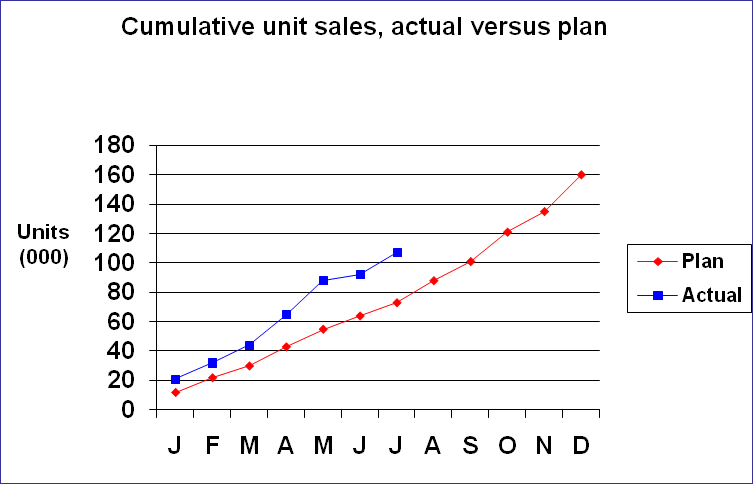 Cumulative unit sales, actual versus plan
180
160
140
120
100
80
60
40
20
0
Units
(000)
J F M A M J J A S O N D
Plan
Actual